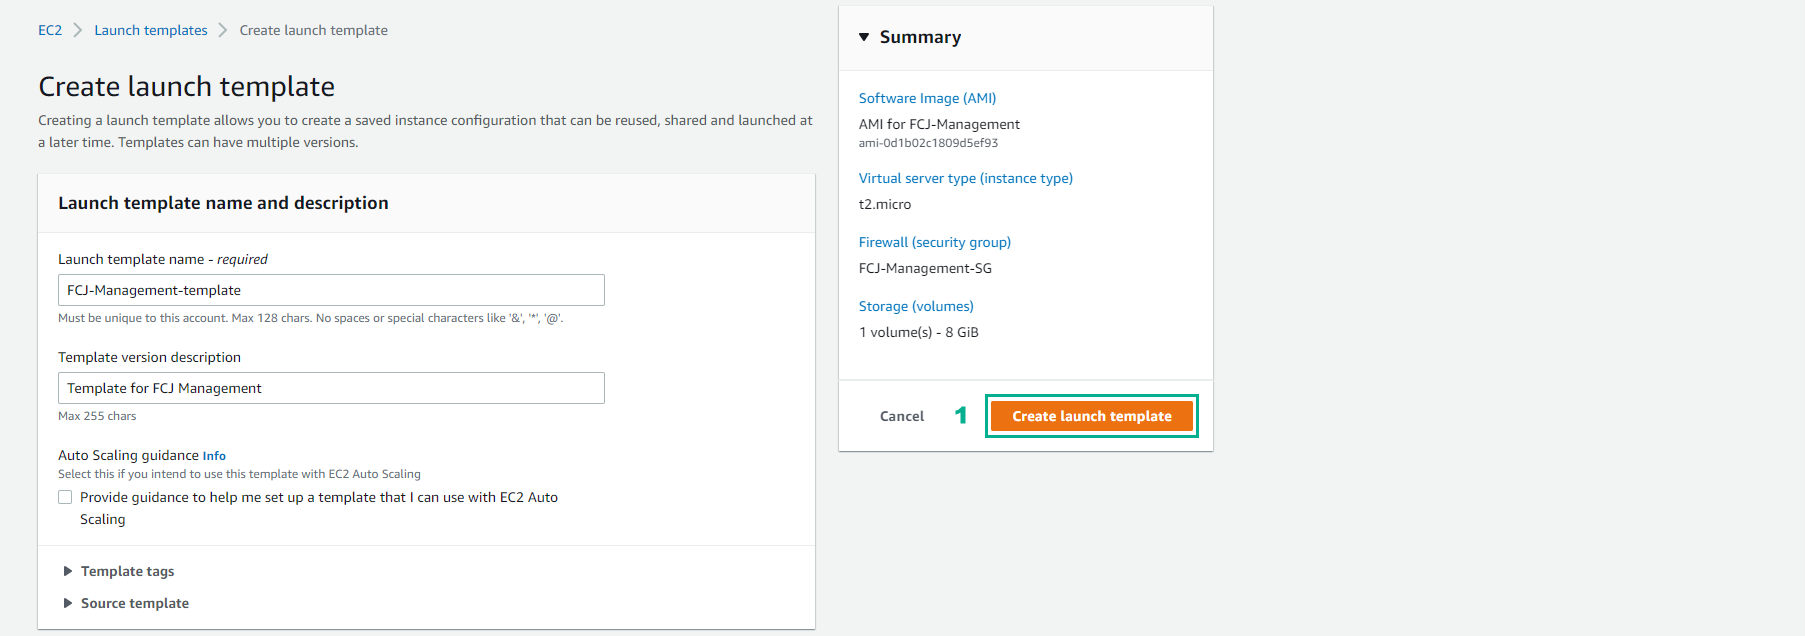 EC2 Launch templates Create launch template
Create launch template
Creating a launch template allows you to create a saved instance configuration that can be reused, shared and launched at
a later time. Templates can have multiple versions.
Launch template name and description
Launch template name - required
FCJ-Management-template
Must be unique to this account. Max 128 chars. No spaces or special characters like '&', '*', '@'.
Template version description
Template for FCJ Management
Max 255 chars
Auto Scaling guidance Info
Select this if you intend to use this template with EC2 Auto Scaling
Provide guidance to help me set up a template that I can use with EC2 Auto
Scaling
Template tags
Source template
Summary
Software Image (AMI)
AMI for FCJ-Management
ami-0d1b02c1809d5ef93
Virtual server type (instance type)
t2.micro
Firewall (security group)
FCJ-Management-SG
Storage (volumes)
1 volume(s) - 8 GiB
Cancel 1 Create launch template